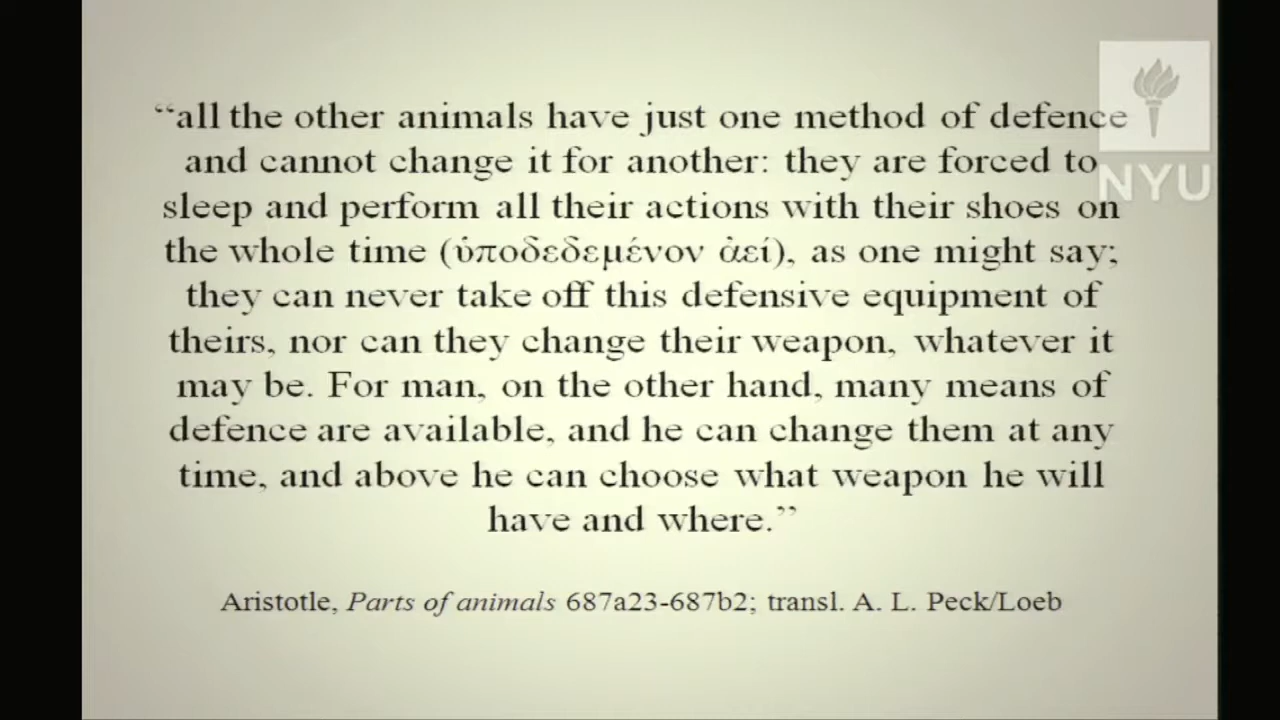 “all the other animals have just one method of defence
and cannot change it for another: they are forced to
sleep and perform all their actions with their shoes on
the whole time (ὑποδεδεμένον ἀεί), as one might say;
they can never take off this defensive equipment of
theirs, nor can they change their weapon, whatever it
may be. For man, on the other hand, many means of
defence are available, and he can change them at any
time, and above he can choose what weapon he will
have and where.”
Aristotle, Parts of animals 687a23-687b2; transl. A. L. Peck/Loeb
NYU